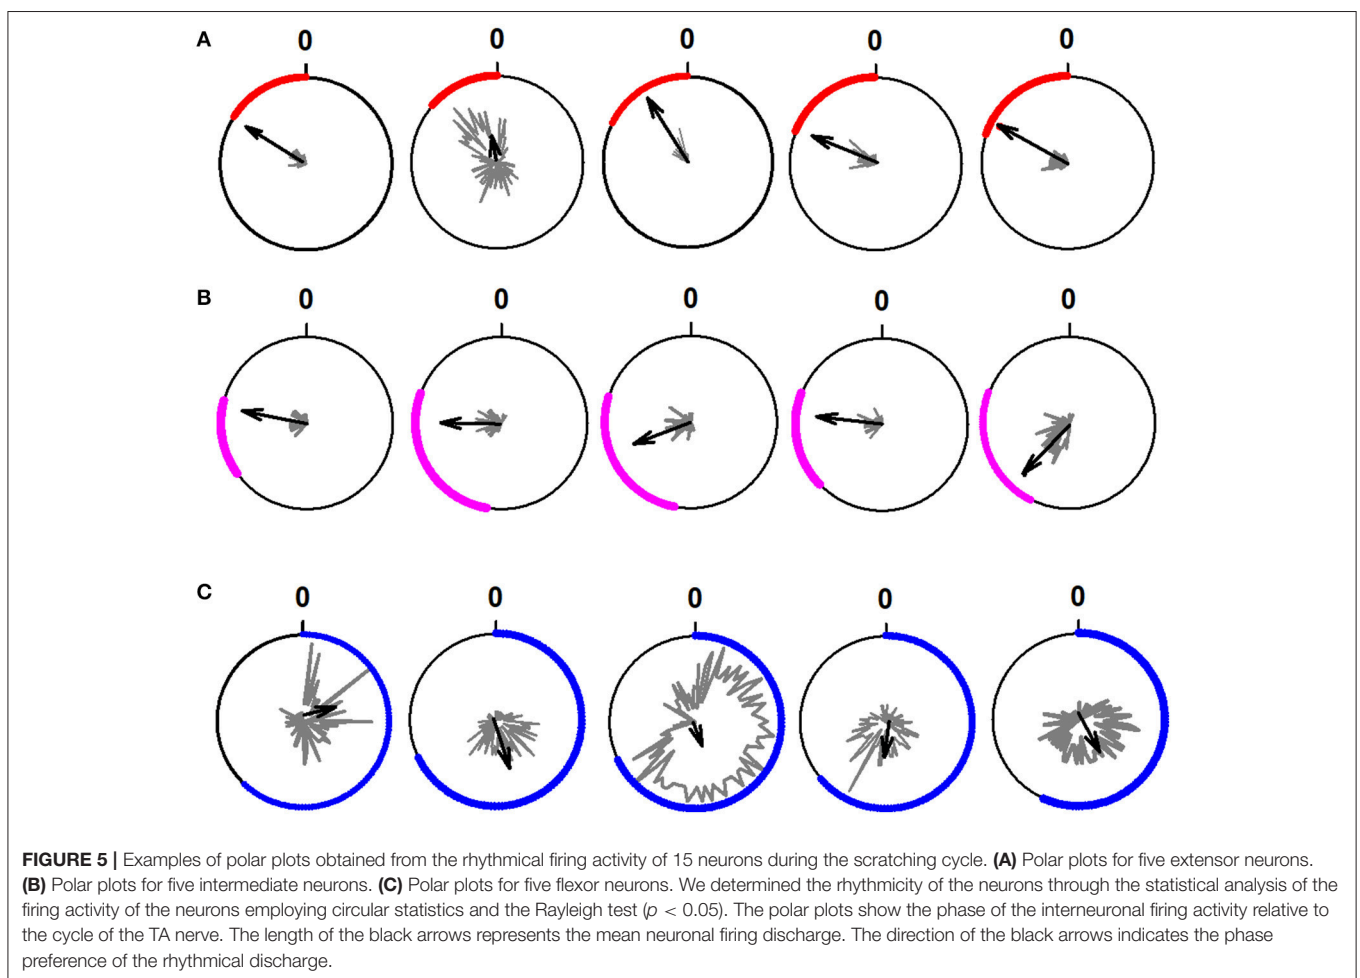 A 0 0 0 0 0
B 0 0 0 0 0
C 0 0 0 0 0
FIGURE 5 | Examples of polar plots obtained from the rhythmical firing activity of 15 neurons during the scratching cycle. (A) Polar plots for five extensor neurons.
(B) Polar plots for five intermediate neurons. (C) Polar plots for five flexor neurons. We determined the rhythmicity of the neurons through the statistical analysis of the
firing activity of the neurons employing circular statistics and the Rayleigh test (p < 0.05). The polar plots show the phase of the interneuronal firing activity relative to
the cycle of the TA nerve. The length of the black arrows represents the mean neuronal firing discharge. The direction of the black arrows indicates the phase
preference of the rhythmical discharge.